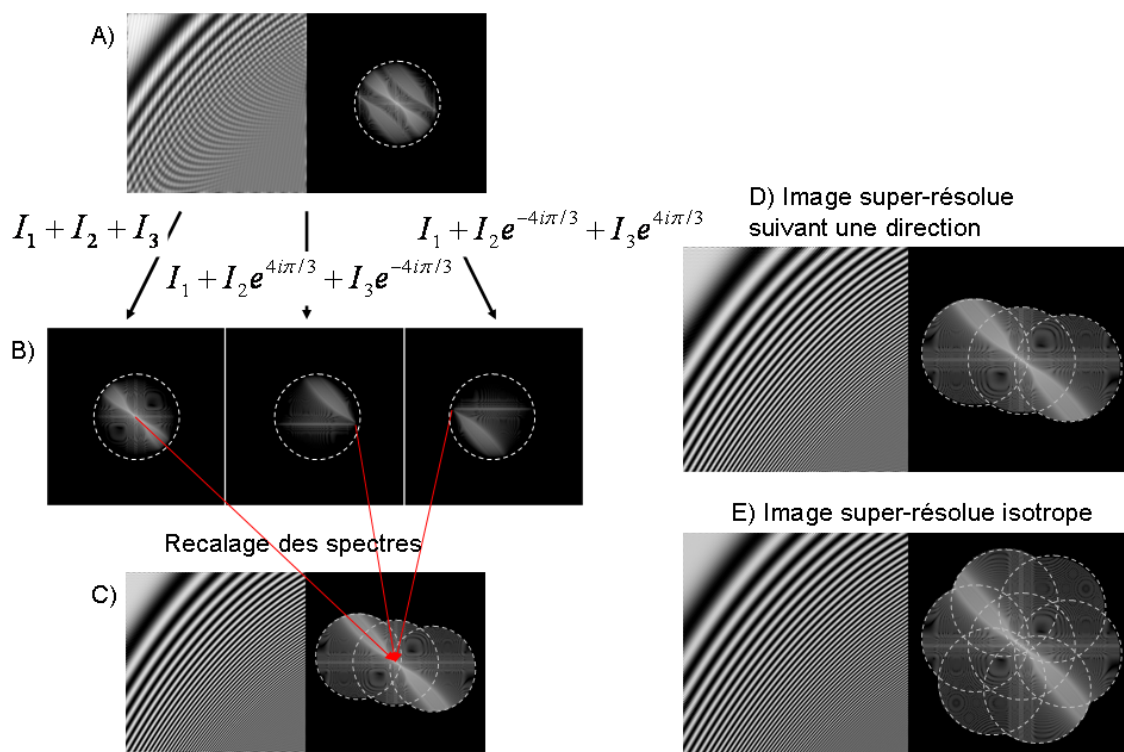 A)
I₁ + I₂ + I₃
I₁ + I₂e^{4iπ/3} + I₃e^{-4iπ/3}
I₁ + I₂e^{-4iπ/3} + I₃e^{4iπ/3}
B)
Recalage des spectres
C)
D) Image super-résolue
suivant une direction
E) Image super-résolue isotrope